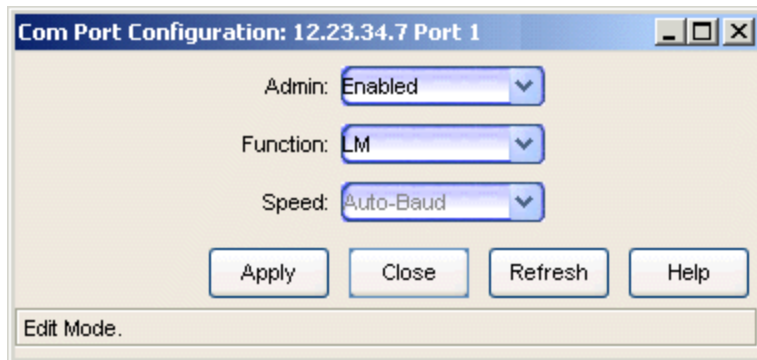 Com Port Configuration: 12.23.34.7 Port 1
Admin: Enabled
Function: LM
Speed: Auto-Baud
Apply Close Refresh Help
Edit Mode.